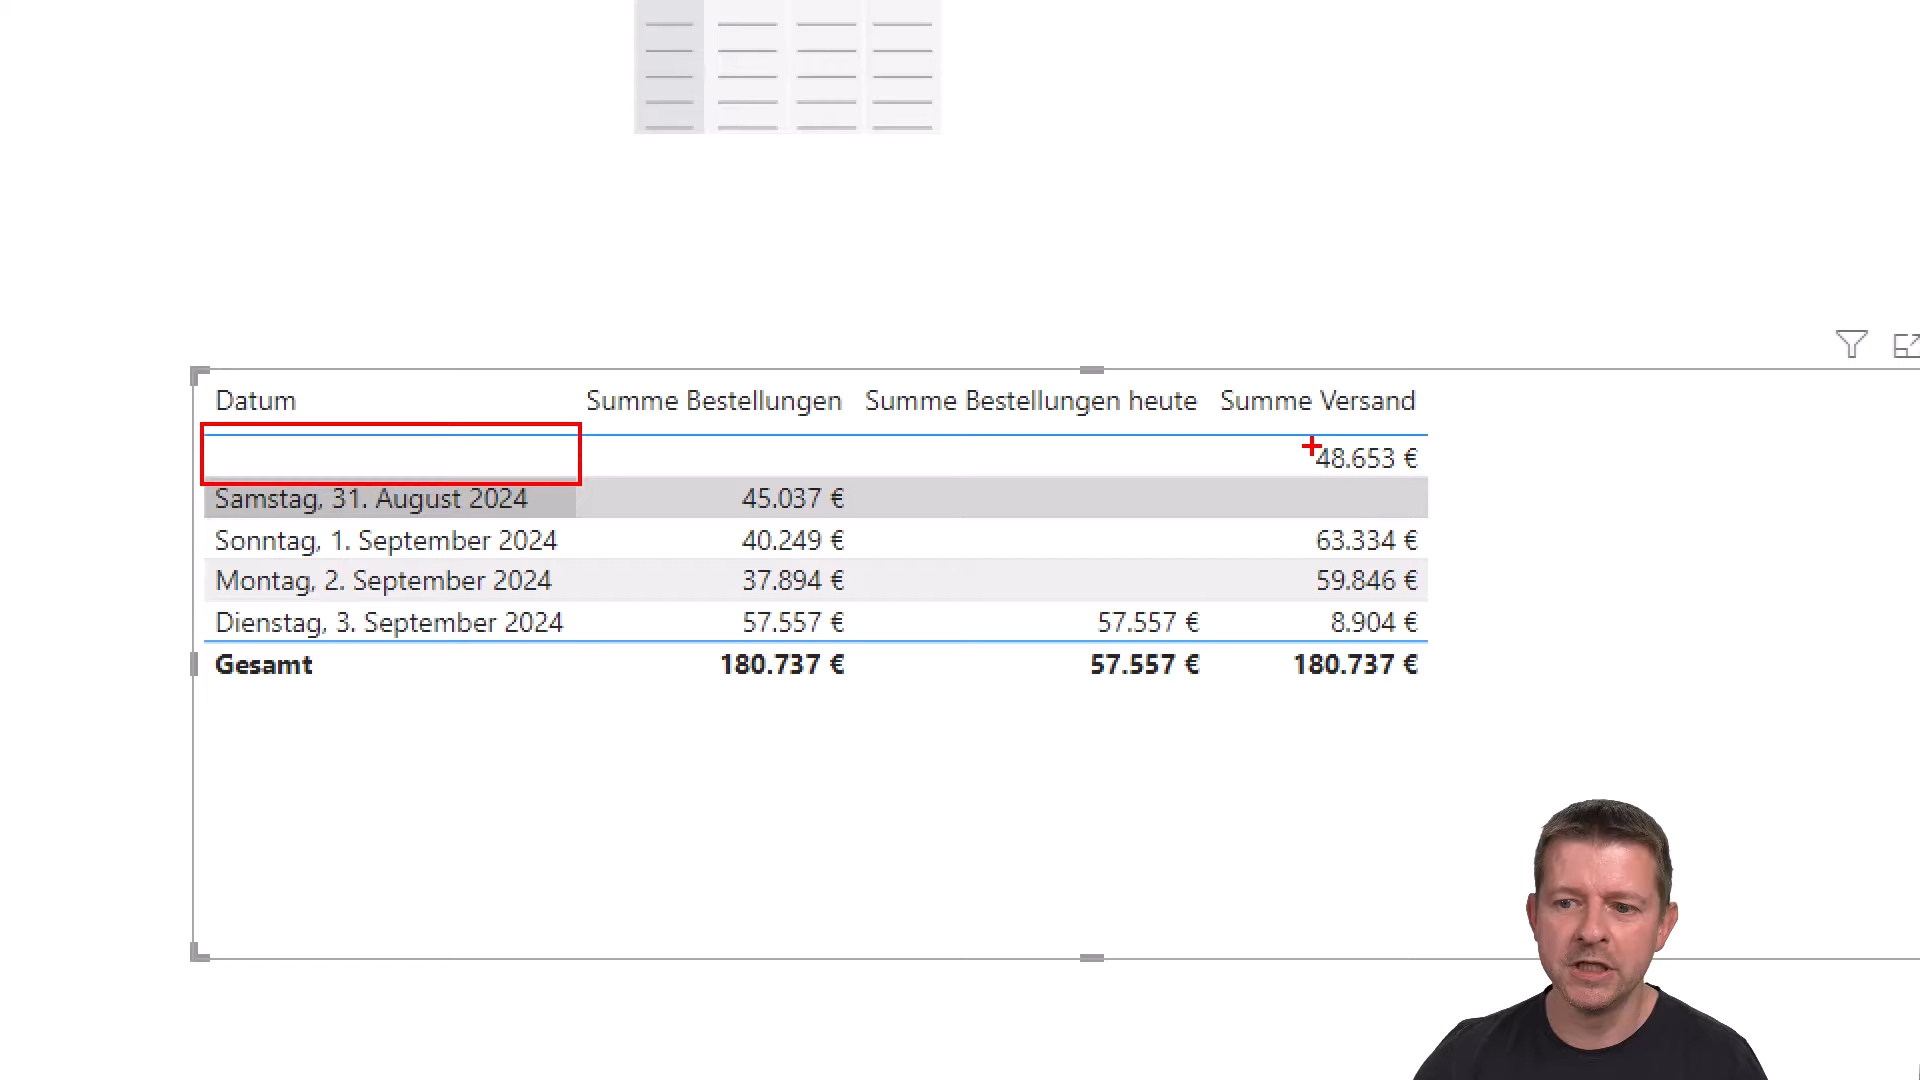 Datum Summe Bestellungen Summe Bestellungen heute Summe Versand
48.653 €
Samstag, 31. August 2024 45.037 €
Sonntag, 1. September 2024 40.249 € 63.334 €
Montag, 2. September 2024 37.894 € 59.846 €
Dienstag, 3. September 2024 57.557 € 57.557 € 8.904 €
Gesamt 180.737 € 57.557 € 180.737 €